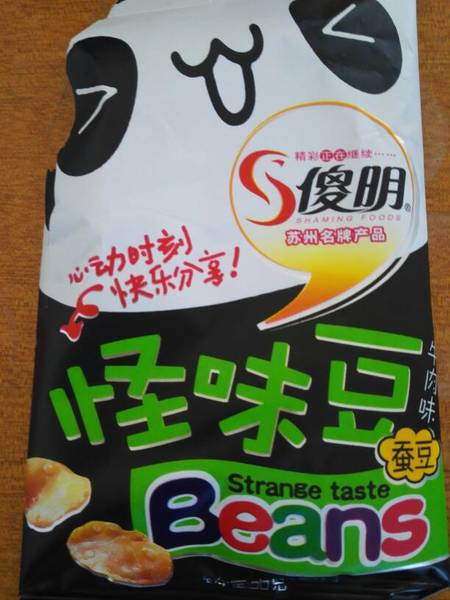 精彩正在继续……
S傻明®
SHAMING FOODS
苏州名牌产品
心动时刻
快乐分享!
怪味豆
牛肉味
蚕豆
Strange taste
Beans